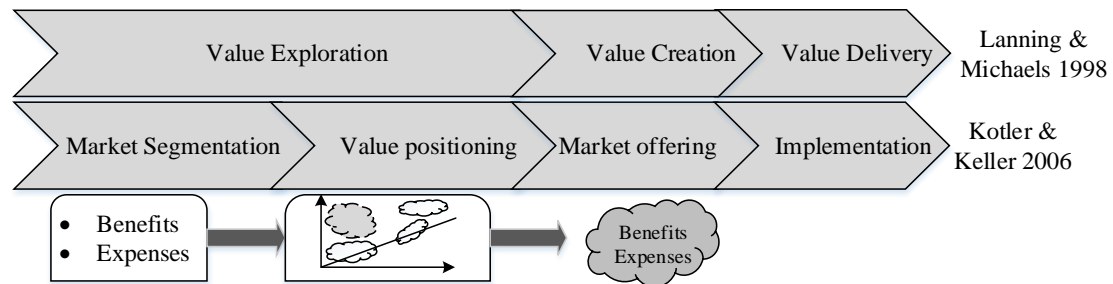 Value Exploration
Value Creation
Value Delivery
Lanning &
Michaels 1998
Market Segmentation
Value positioning
Market offering
Implementation
Kotler &
Keller 2006
• Benefits
• Expenses
Benefits
Expenses